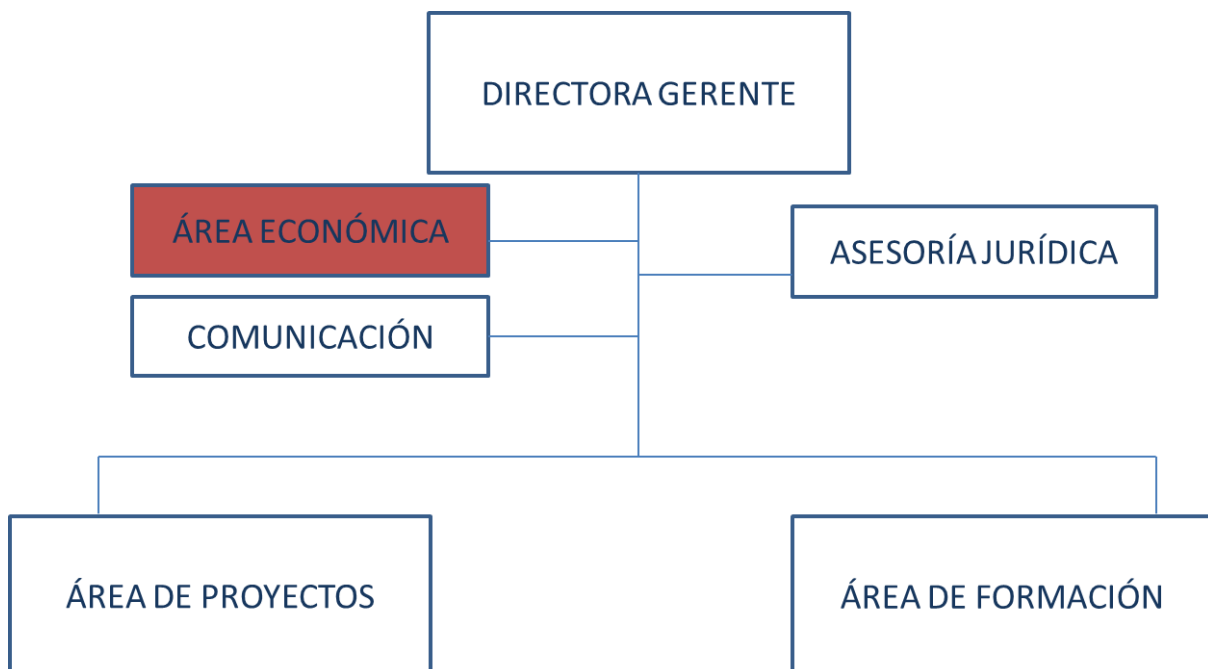 DIRECTORA GERENTE
ÁREA ECONÓMICA
ASESORÍA JURÍDICA
COMUNICACIÓN
ÁREA DE PROYECTOS
ÁREA DE FORMACIÓN